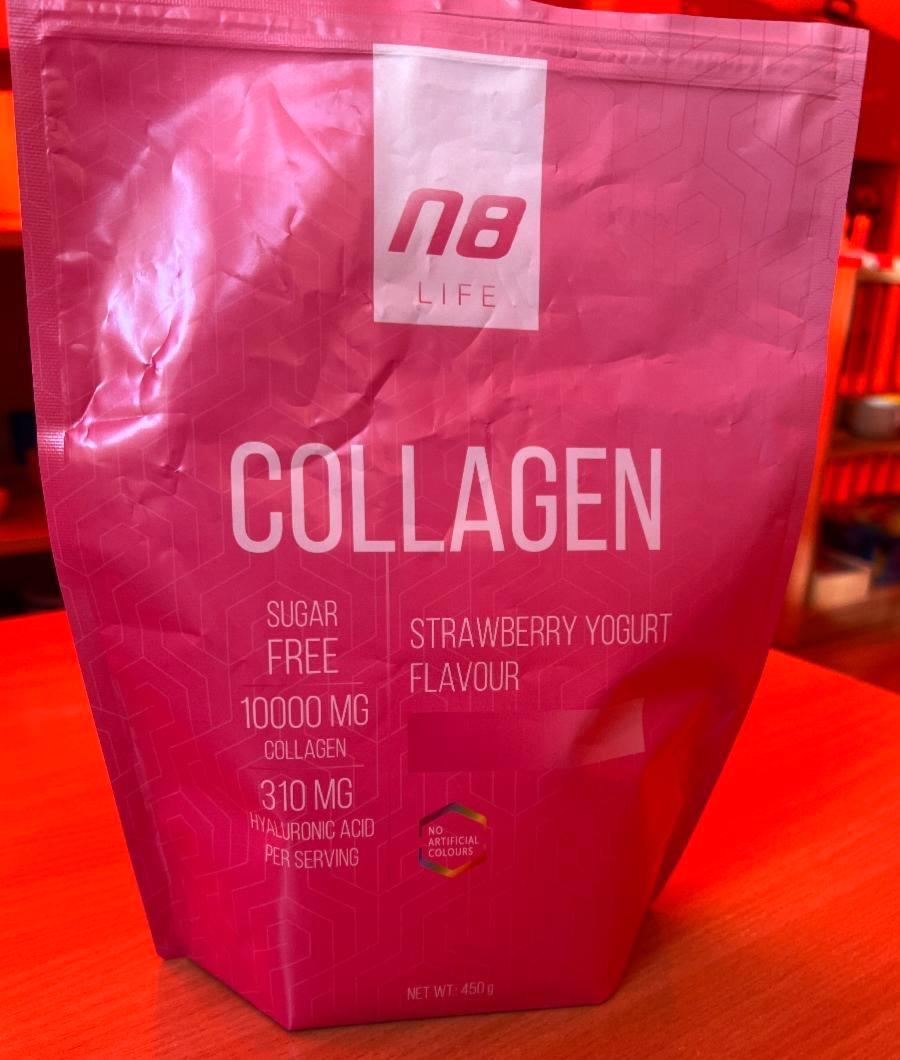 n8
LIFE
COLLAGEN
SUGAR
FREE
10000 MG
COLLAGEN
310 MG
HYALURONIC ACID
PER SERVING
STRAWBERRY YOGURT
FLAVOUR
NO
ARTIFICIAL
COLOURS
NET WT.: 450 g